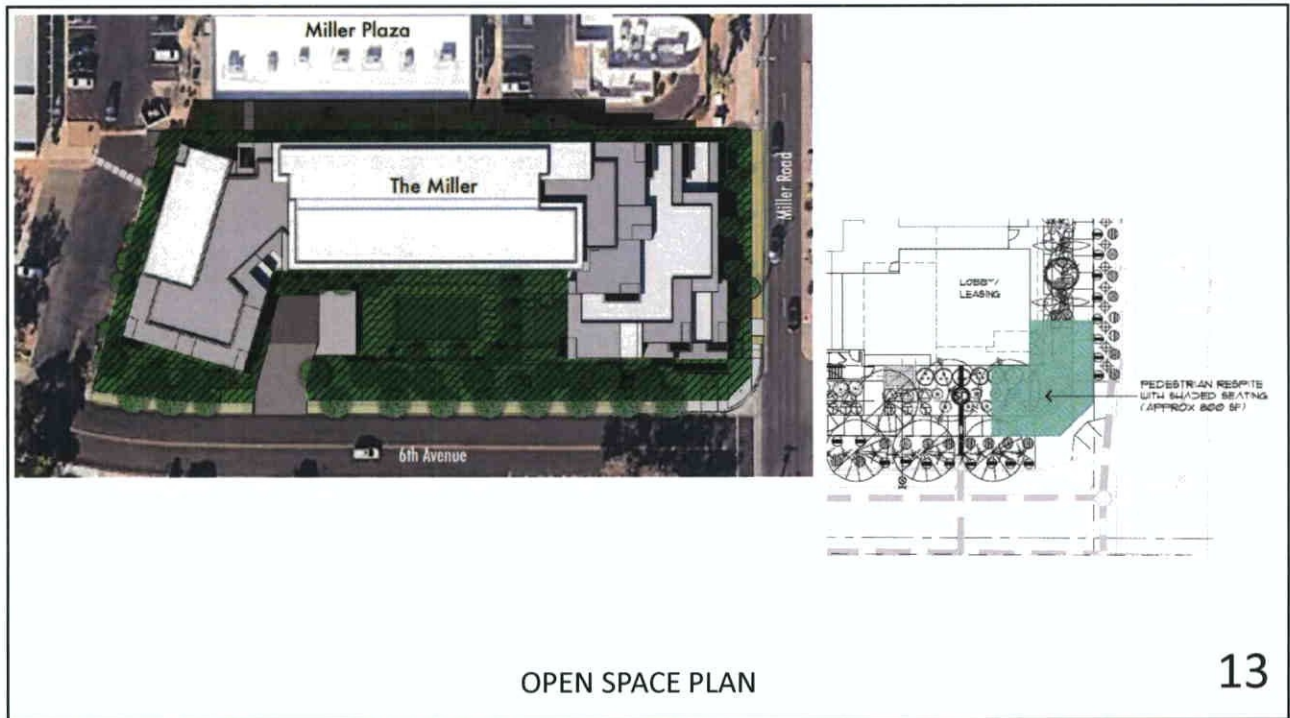 Miller Plaza
The Miller
Miller Road
6th Avenue
LOBBY/
LEASING
PEDESTRIAN RESPITE
WITH SHADED SEATING
(APPROX 800 SF)
OPEN SPACE PLAN
13